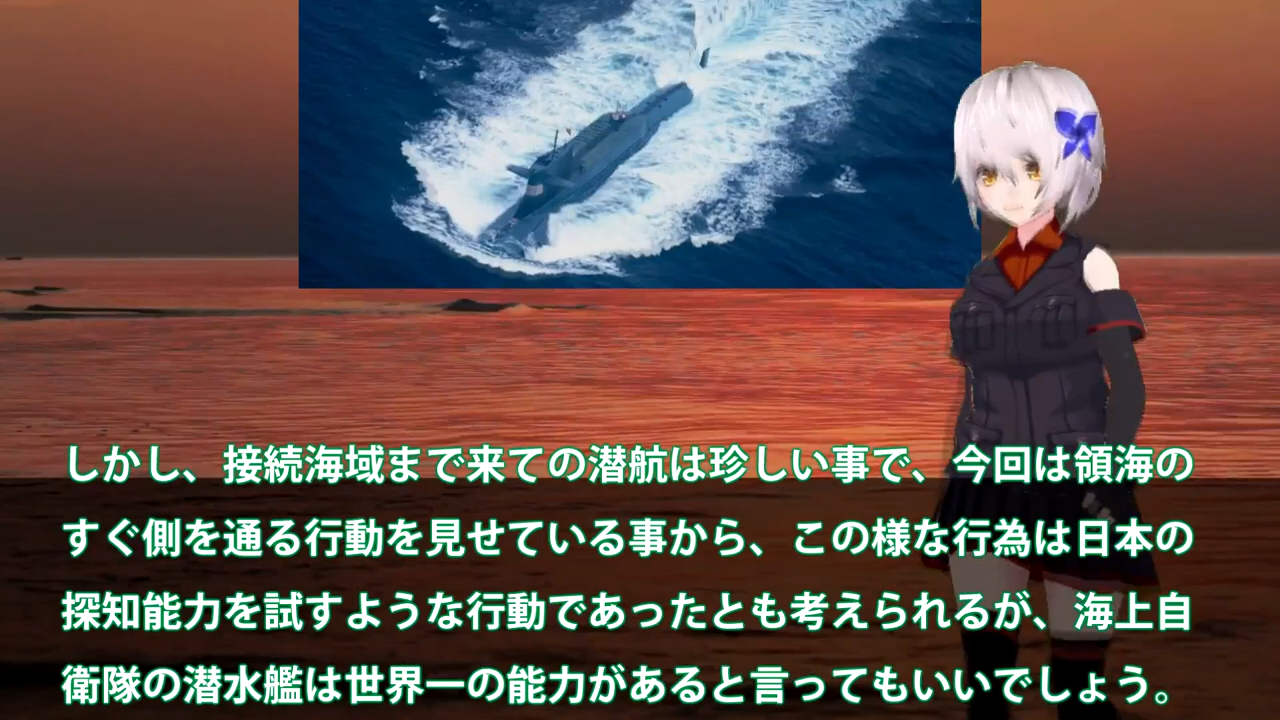 しかし、接続海域まで来ての潜航は珍しい事で、今回は領海の
すぐ側を通る行動を見せている事から、この様な行為は日本の
探知能力を試すような行動であったとも考えられるが、海上自
衛隊の潜水艦は世界一の能力があると言ってもいいでしょう。